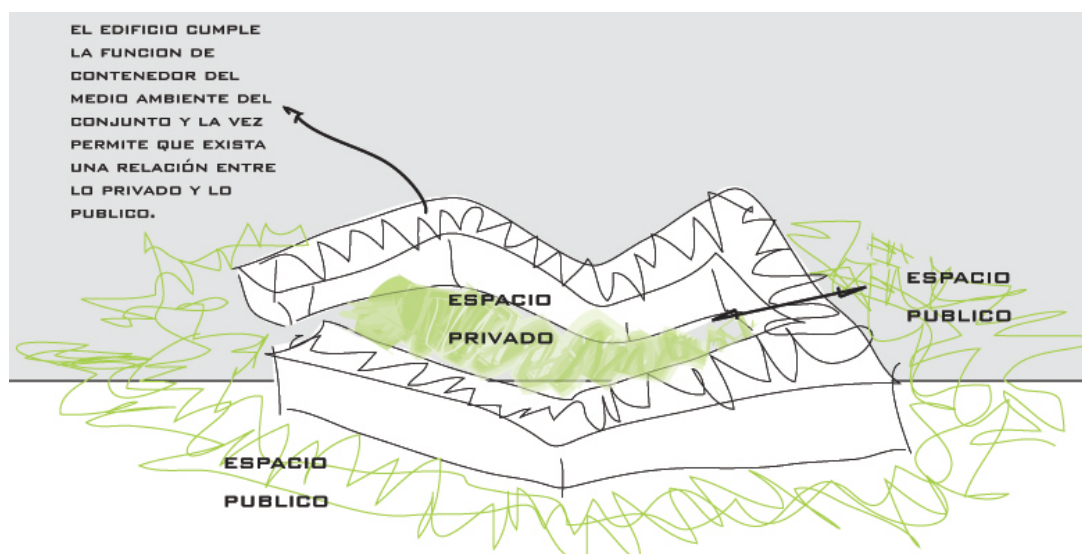 EL EDIFICIO CUMPLE
LA FUNCION DE
CONTENEDOR DEL
MEDIO AMBIENTE DEL
CONJUNTO Y LA VEZ
PERMITE QUE EXISTA
UNA RELACIÓN ENTRE
LO PRIVADO Y LO
PUBLICO.
ESPACIO
PUBLICO
ESPACIO
PRIVADO
ESPACIO
PUBLICO